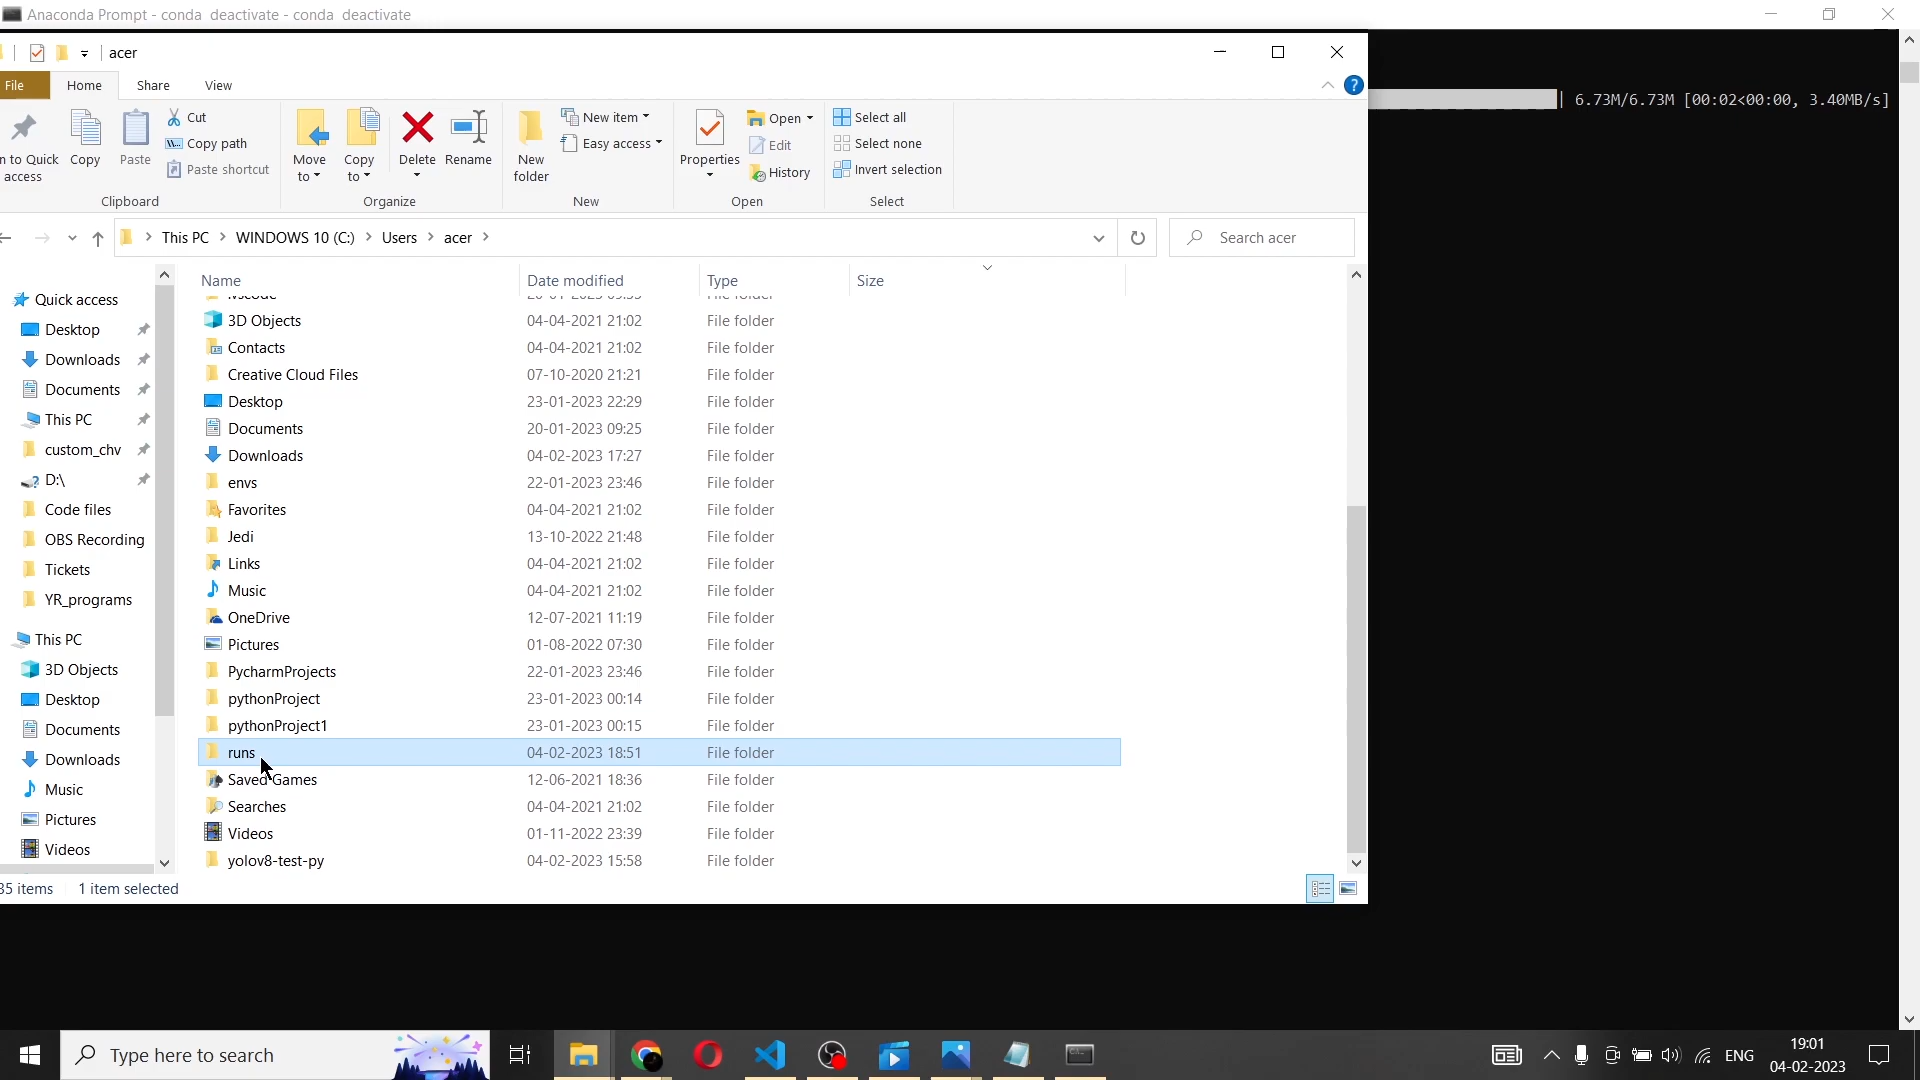 Anaconda Prompt - conda  deactivate - conda  deactivate
acer
File Home Share View
6.73M/6.73M [00:02<00:00, 3.40MB/s]
n to Quick access
Copy
Paste
Cut
Copy path
Paste shortcut
Clipboard
Move to
Copy to
Delete
Rename
Organize
New folder
New item
Easy access
New
Properties
Open
Edit
History
Open
Select all
Select none
Invert selection
Select
This PC WINDOWS 10 (C:) Users acer
Search acer
Quick access
Desktop
Downloads
Documents
This PC
custom_chv
D:\
Code files
OBS Recording
Tickets
YR_programs
This PC
3D Objects
Desktop
Documents
Downloads
Music
Pictures
Videos
Name Date modified Type Size
3D Objects 04-04-2021 21:02 File folder
Contacts 04-04-2021 21:02 File folder
Creative Cloud Files 07-10-2020 21:21 File folder
Desktop 23-01-2023 22:29 File folder
Documents 20-01-2023 09:25 File folder
Downloads 04-02-2023 17:27 File folder
envs 22-01-2023 23:46 File folder
Favorites 04-04-2021 21:02 File folder
Jedi 13-10-2022 21:48 File folder
Links 04-04-2021 21:02 File folder
Music 04-04-2021 21:02 File folder
OneDrive 12-07-2021 11:19 File folder
Pictures 01-08-2022 07:30 File folder
PycharmProjects 22-01-2023 23:46 File folder
pythonProject 23-01-2023 00:14 File folder
pythonProject1 23-01-2023 00:15 File folder
runs 04-02-2023 18:51 File folder
Saved Games 12-06-2021 18:36 File folder
Searches 04-04-2021 21:02 File folder
Videos 01-11-2022 23:39 File folder
yolov8-test-py 04-02-2023 15:58 File folder
35 items 1 item selected
Type here to search
ENG
19:01
04-02-2023